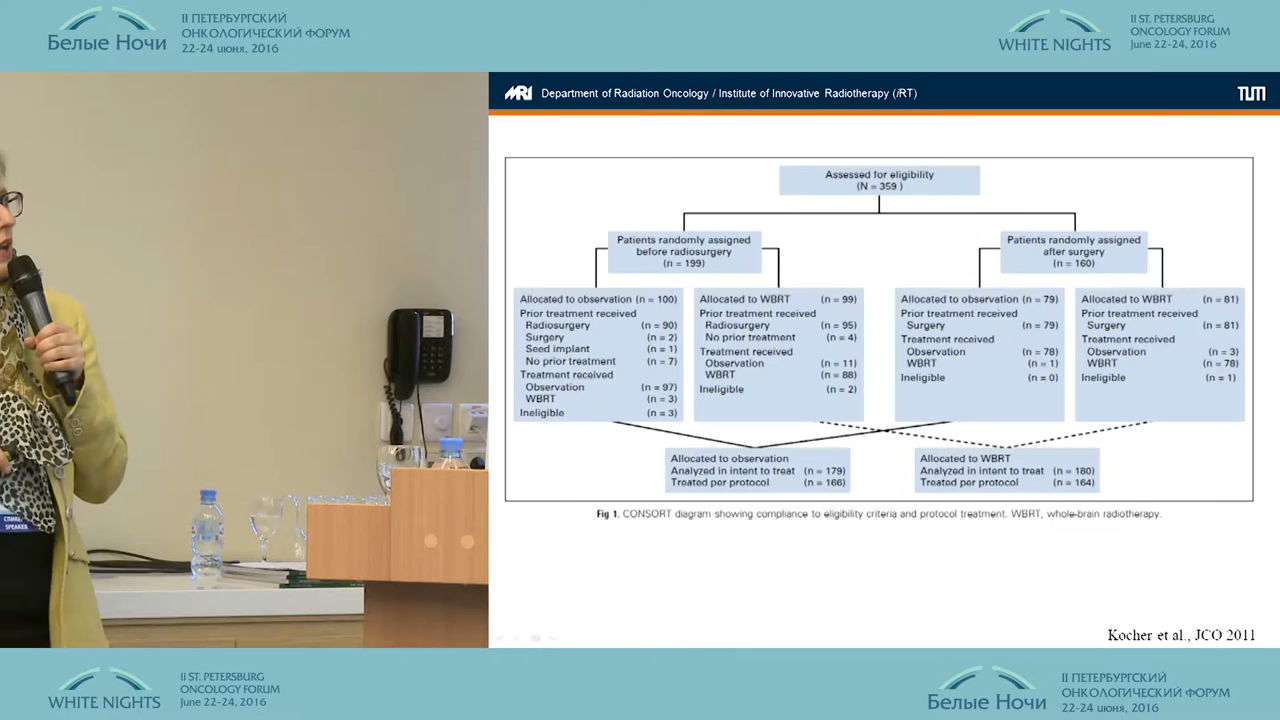 II ПЕТЕРБУРГСКИЙ
ОНКОЛОГИЧЕСКИЙ ФОРУМ
Белые Ночи
22-24 июня, 2016
II ST. PETERSBURG
ONCOLOGY FORUM
WHITE NIGHTS
June 22-24, 2016
MRI
Department of Radiation Oncology / Institute of Innovative Radiotherapy (iRT)
TUM
Assessed for eligibility
(N = 359 )
Patients randomly assigned
before radiosurgery
(n = 199)
Patients randomly assigned
after surgery
(n = 160)
Allocated to observation (n = 100)
Prior treatment received
Radiosurgery (n = 90)
Surgery (n = 2)
Seed implant (n = 1)
No prior treatment (n = 7)
Treatment received
Observation (n = 97)
WBRT (n = 3)
Ineligible (n = 3)
Allocated to WBRT (n = 99)
Prior treatment received
Radiosurgery (n = 95)
No prior treatment (n = 4)
Treatment received
Observation (n = 11)
WBRT (n = 88)
Ineligible (n = 2)
Allocated to observation (n = 79)
Prior treatment received
Surgery (n = 79)
Treatment received
Observation (n = 78)
WBRT (n = 1)
Ineligible (n = 0)
Allocated to WBRT (n = 81)
Prior treatment received
Surgery (n = 81)
Treatment received
Observation (n = 3)
WBRT (n = 78)
Ineligible (n = 1)
Allocated to observation
Analyzed in intent to treat (n = 179)
Treated per protocol (n = 166)
Allocated to WBRT
Analyzed in intent to treat (n = 180)
Treated per protocol (n = 164)
Fig 1. CONSORT diagram showing compliance to eligibility criteria and protocol treatment. WBRT, whole-brain radiotherapy.
Kocher et al., JCO 2011
SPEAKER
II ST. PETERSBURG
ONCOLOGY FORUM
WHITE NIGHTS
June 22-24, 2016
II ПЕТЕРБУРГСКИЙ
ОНКОЛОГИЧЕСКИЙ ФОРУМ
Белые Ночи
22-24 июня, 2016